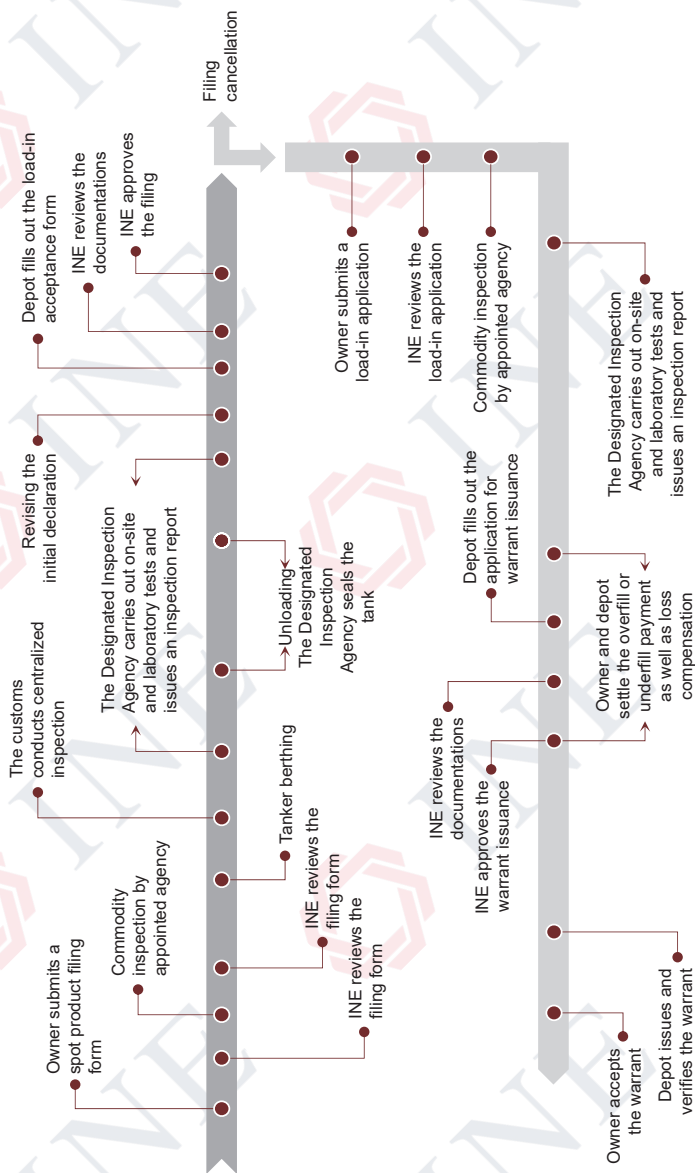 Owner submits a
spot product filing
form
INE reviews the
filing form
Commodity
inspection by
appointed agency
INE reviews the
filing form
Tanker berthing
The customs
conducts centralized
inspection
The Designated Inspection
Agency carries out on-site
and laboratory tests and
issues an inspection report
Unloading
The Designated
Inspection
Agency seals the
tank
Revising the
initial declaration
Depot fills out the load-in
acceptance form
INE reviews the
documentations
INE approves
the filing
Filing
cancellation
Owner submits a
load-in application
INE reviews the
load-in application
Commodity inspection
by appointed agency
The Designated Inspection
Agency carries out on-site
and laboratory tests and
issues an inspection report
Owner and depot
settle the overfill or
underfill payment
as well as loss
compensation
Depot fills out the
application for
warrant issuance
INE reviews the
documentations
INE approves the
warrant issuance
Depot issues and
verifies the warrant
Owner accepts
the warrant
INE
INE
INE
INE
INE
INE